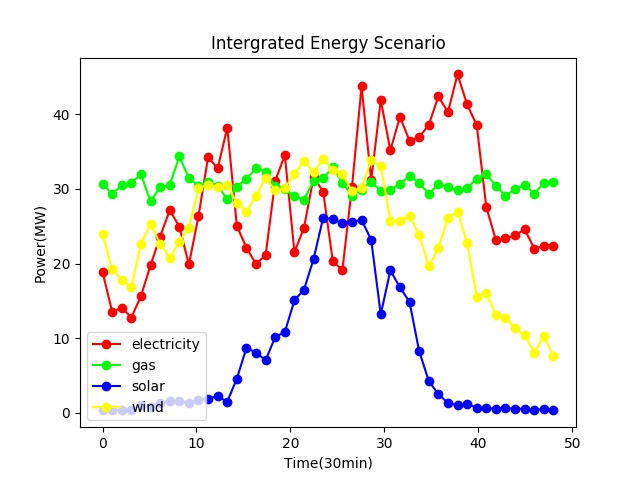 Intergrated Energy Scenario
Power(MW)
40
30
20
10
0
electricity
gas
solar
wind
0 10 20 30 40 50
Time(30min)